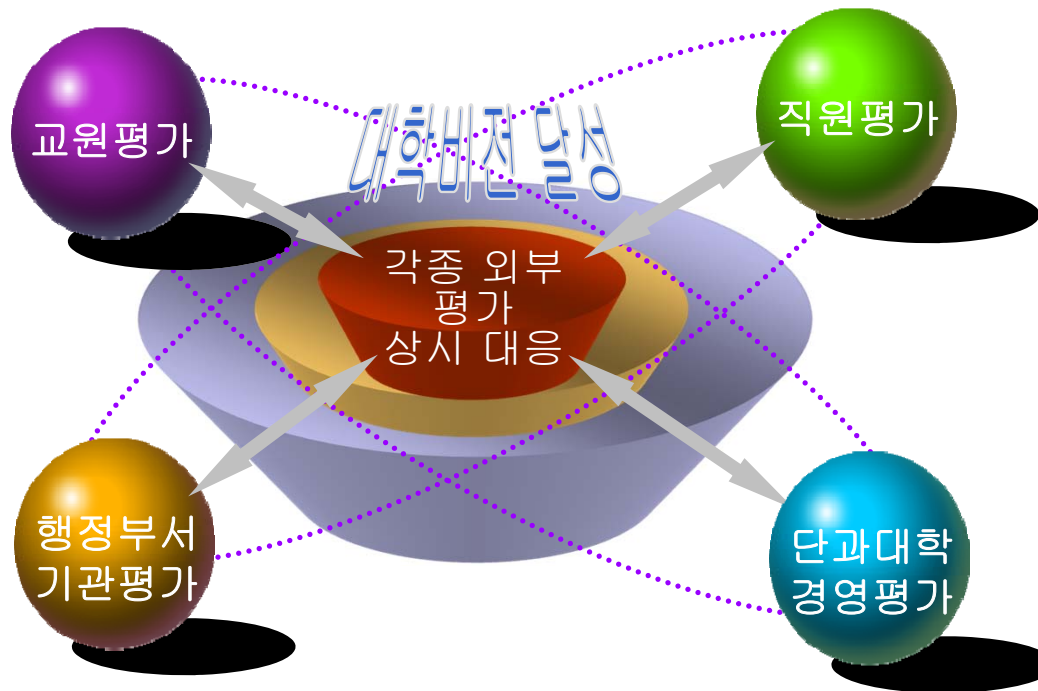 교원평가
대학비전 달성
직원평가
각종 외부
평가
상시 대응
행정부서
기관평가
단과대학
경영평가